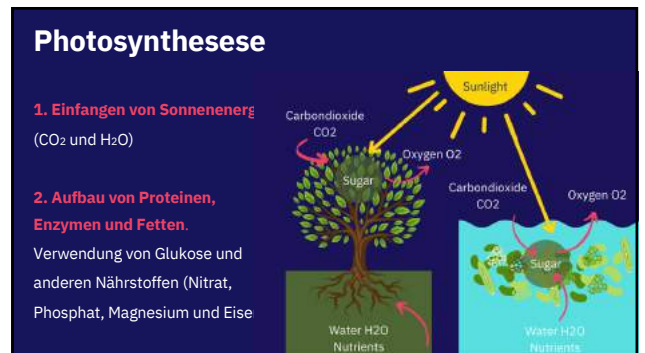 Photosynthesese
1. Einfangen von Sonnenenerg
(CO2 und H2O)
2. Aufbau von Proteinen,
Enzymen und Fetten.
Verwendung von Glukose und
anderen Nährstoffen (Nitrat,
Phosphat, Magnesium und Eise
Sunlight
Carbondioxide
CO2
Oxygen O2
Sugar
Water H2O
Nutrients
Carbondioxide
CO2
Oxygen O2
Sugar
Water H2O
Nutrients